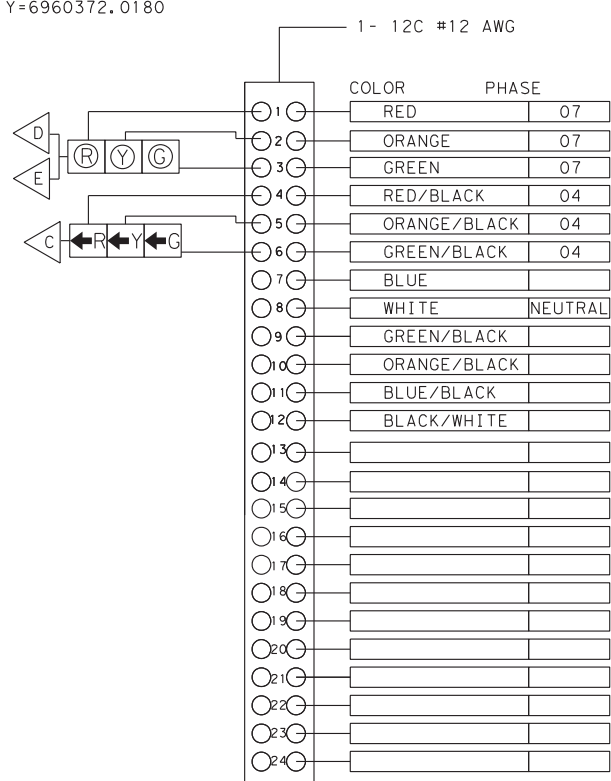 Y=6960372.0180
1- 12C #12 AWG
COLOR PHASE
1 RED 07
D
2 ORANGE 07
R Y G
3 GREEN 07
E
4 RED/BLACK 04
5 ORANGE/BLACK 04
C R Y G
6 GREEN/BLACK 04
7 BLUE
8 WHITE NEUTRAL
9 GREEN/BLACK
10 ORANGE/BLACK
11 BLUE/BLACK
12 BLACK/WHITE
13
14
15
16
17
18
19
20
21
22
23
24